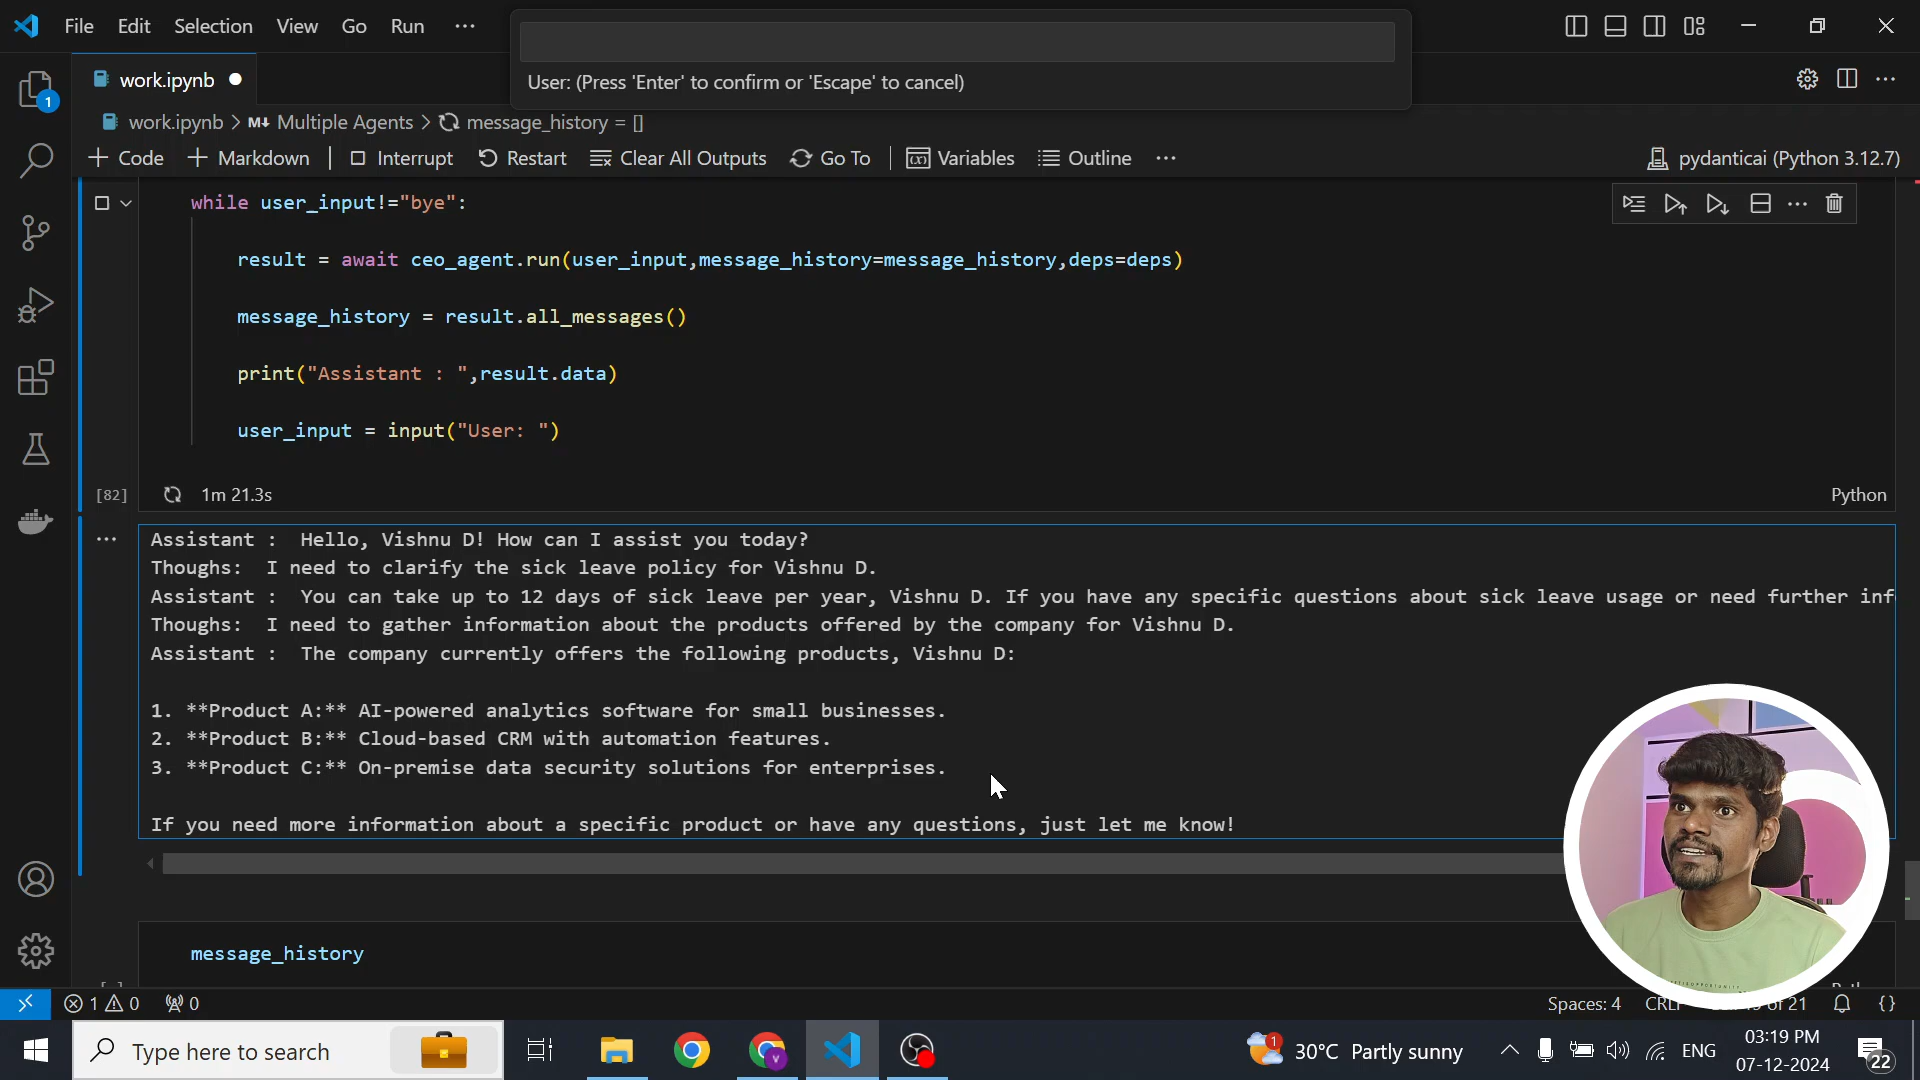 File Edit Selection View Go Run ···
User: (Press 'Enter' to confirm or 'Escape' to cancel)
work.ipynb
work.ipynb > M↓ Multiple Agents > message_history = []
+ Code + Markdown | Interrupt Restart Clear All Outputs Go To | Variables Outline ···
pydanticai (Python 3.12.7)
1
while user_input!="bye":
result = await ceo_agent.run(user_input,message_history=message_history,deps=deps)
message_history = result.all_messages()
print("Assistant : ",result.data)
user_input = input("User: ")
[82] 1m 21.3s Python
Assistant :  Hello, Vishnu D! How can I assist you today?
Thoughs:  I need to clarify the sick leave policy for Vishnu D.
Assistant :  You can take up to 12 days of sick leave per year, Vishnu D. If you have any specific questions about sick leave usage or need further inf
Thoughs:  I need to gather information about the products offered by the company for Vishnu D.
Assistant :  The company currently offers the following products, Vishnu D:
1. **Product A:** AI-powered analytics software for small businesses.
2. **Product B:** Cloud-based CRM with automation features.
3. **Product C:** On-premise data security solutions for enterprises.
If you need more information about a specific product or have any questions, just let me know!
message_history
1 0 0 Spaces: 4 of 21 {}
Type here to search
1 30°C Partly sunny ENG
03:19 PM
07-12-2024
22